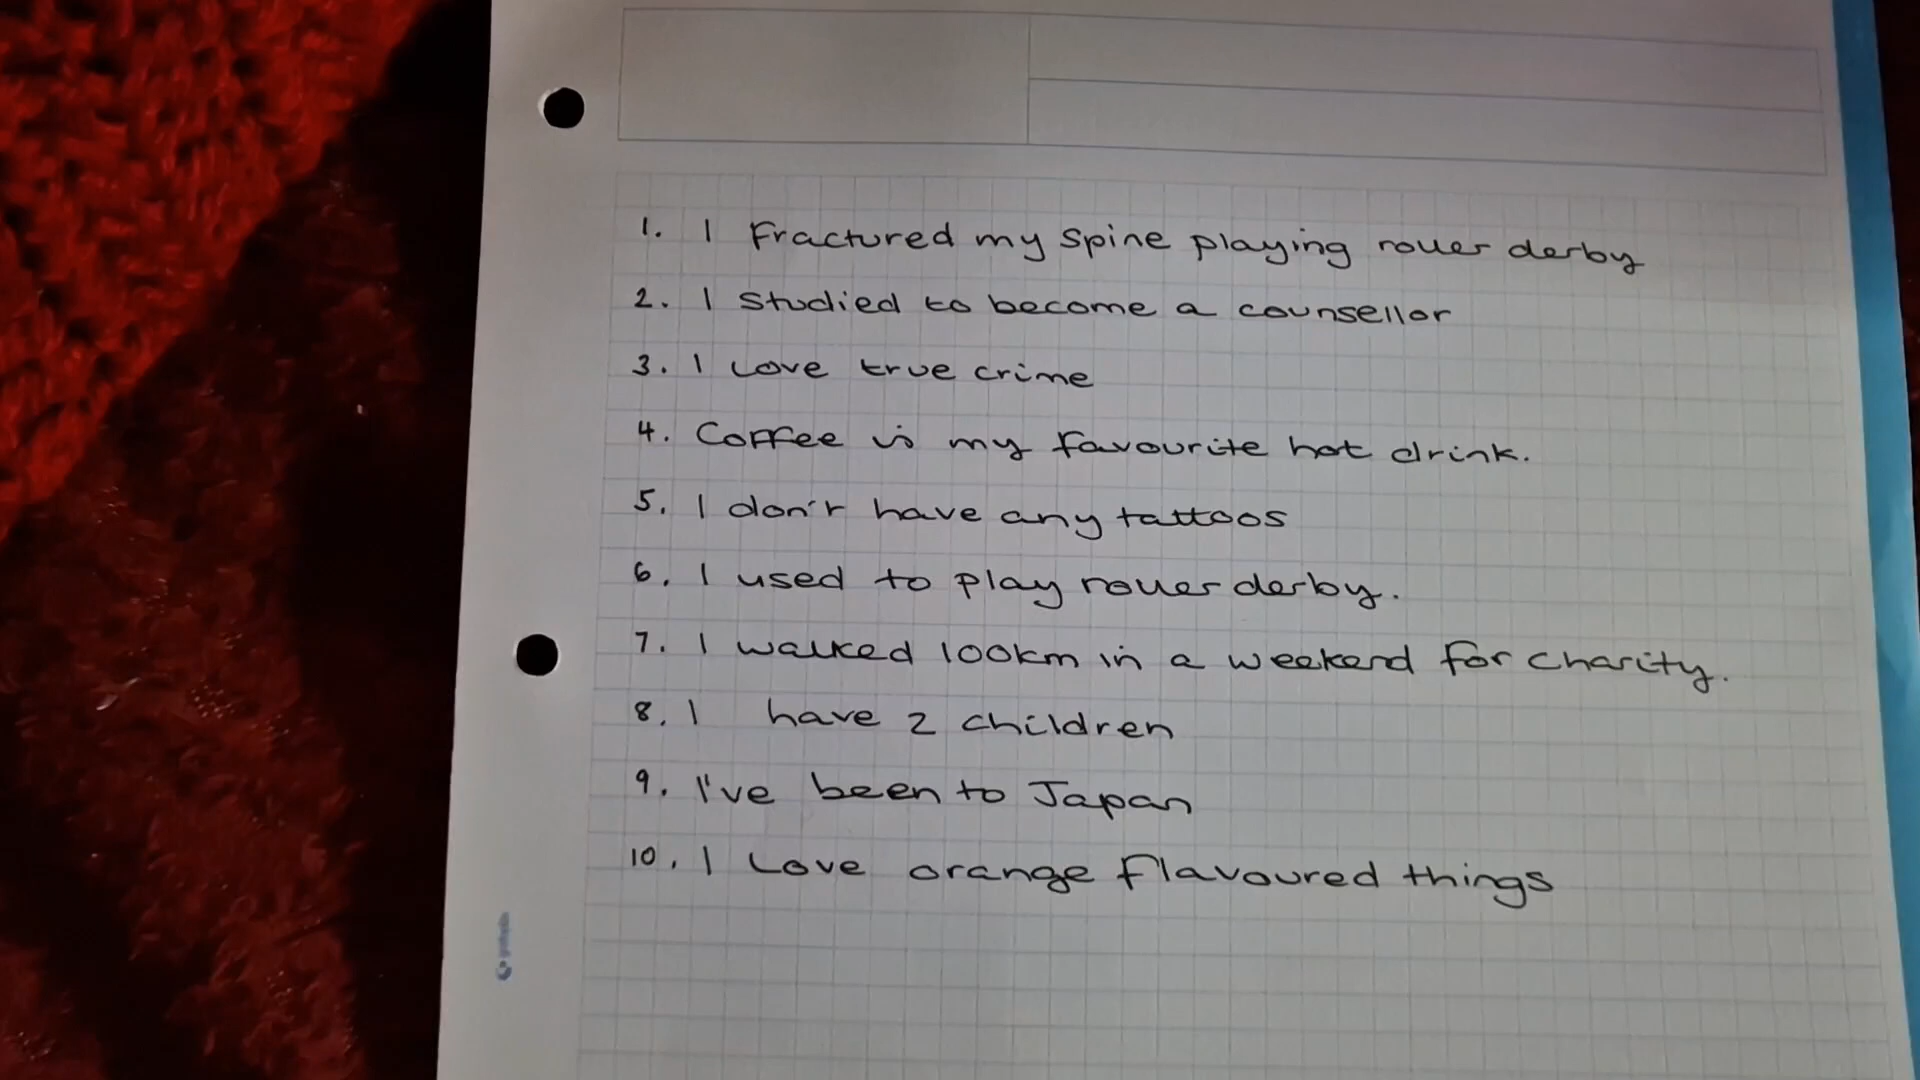 1. I fractured my spine playing roller derby
2. I studied to become a counsellor
3. I love true crime
4. Coffee is my favourite hot drink.
5. I don't have any tattoos
6. I used to play roller derby.
7. I walked 100km in a weekend for charity.
8. I have 2 children
9. I've been to Japan
10. I love orange flavoured things